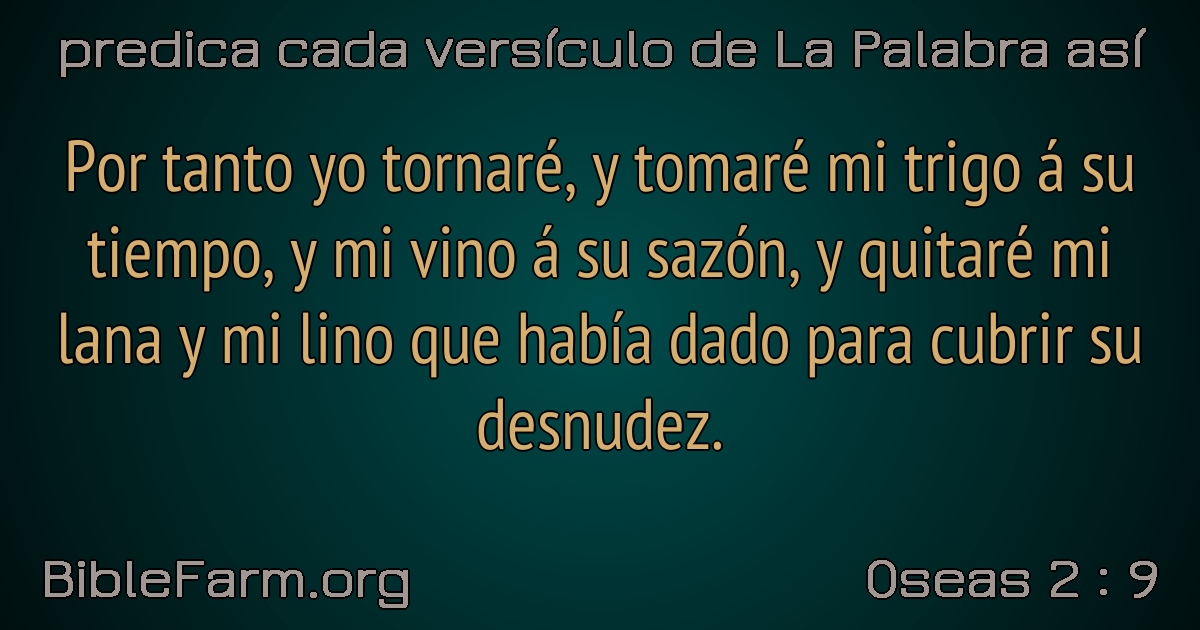 predica cada versículo de La Palabra así
Por tanto yo tornaré, y tomaré mi trigo á su
tiempo, y mi vino á su sazón, y quitaré mi
lana y mi lino que había dado para cubrir su
desnudez.
BibleFarm.org
Oseas 2 : 9